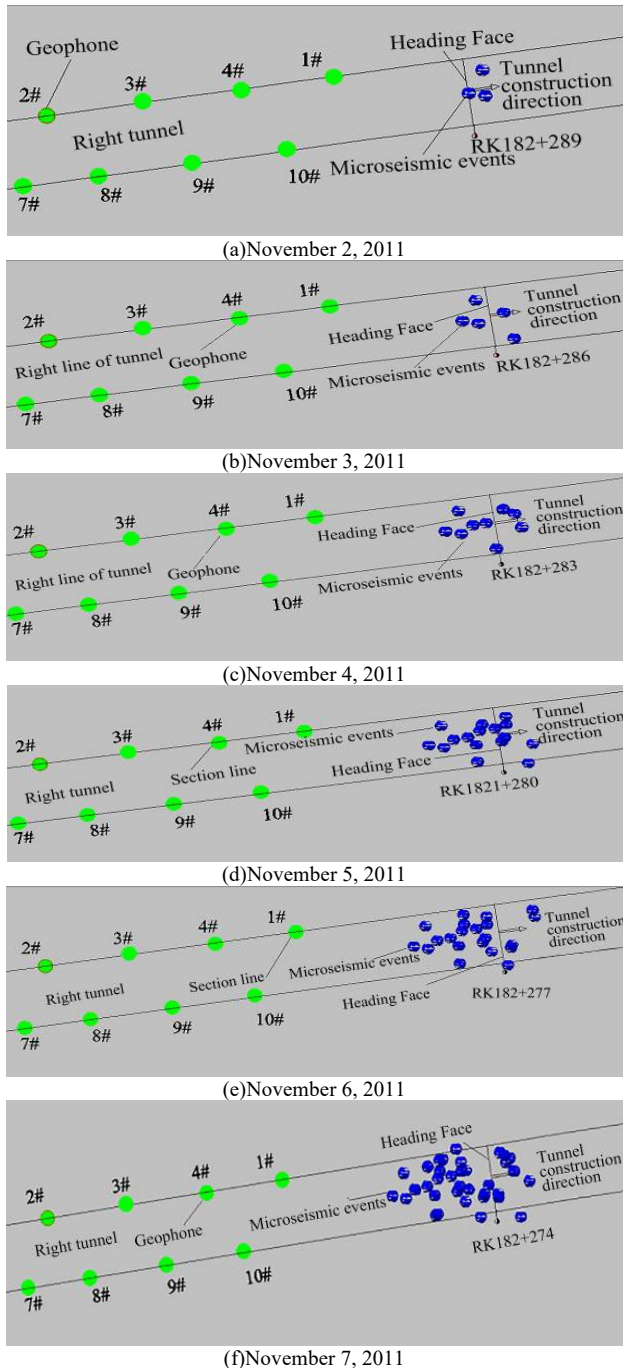 Geophone
Heading Face
1#
4#
3#
2#
Tunnel
construction
direction
Right tunnel
RK182+289
Microseismic events
10#
9#
8#
7#
(a)November 2, 2011
1#
4#
3#
2#
Tunnel
construction
direction
Heading Face
Right line of tunnel
Geophone
Microseismic events
RK182+286
10#
9#
8#
7#
(b)November 3, 2011
1#
4#
3#
2#
Tunnel
construction
direction
Heading Face
Right line of tunnel
Geophone
Microseismic events
RK182+283
10#
9#
8#
7#
(c)November 4, 2011
1#
4#
3#
2#
Microseismic events
Tunnel
construction
direction
Section line
Heading Face
Right tunnel
RK1821+280
10#
9#
8#
7#
(d)November 5, 2011
1#
4#
3#
2#
Tunnel
construction
direction
Microseismic events
Section line
Right tunnel
Heading Face
RK182+277
10#
9#
8#
7#
(e)November 6, 2011
Heading Face
1#
4#
3#
2#
Tunnel
construction
direction
Microseismic events
Geophone
Right tunnel
RK182+274
10#
9#
8#
7#
(f)November 7, 2011